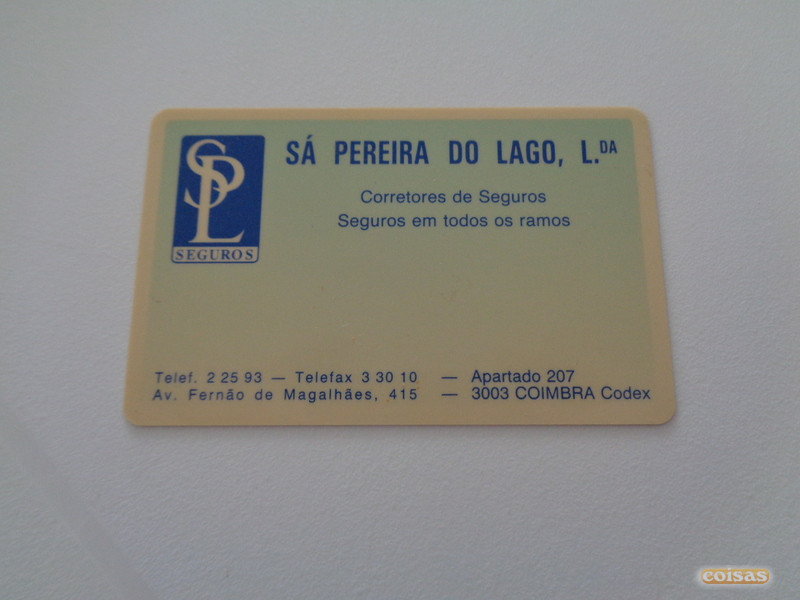 SPL
SEGUROS
SÁ PEREIRA DO LAGO, L.DA
Corretores de Seguros
Seguros em todos os ramos
Telef. 2 25 93 — Telefax 3 30 10 — Apartado 207
Av. Fernão de Magalhães, 415 — 3003 COIMBRA Codex
coisas